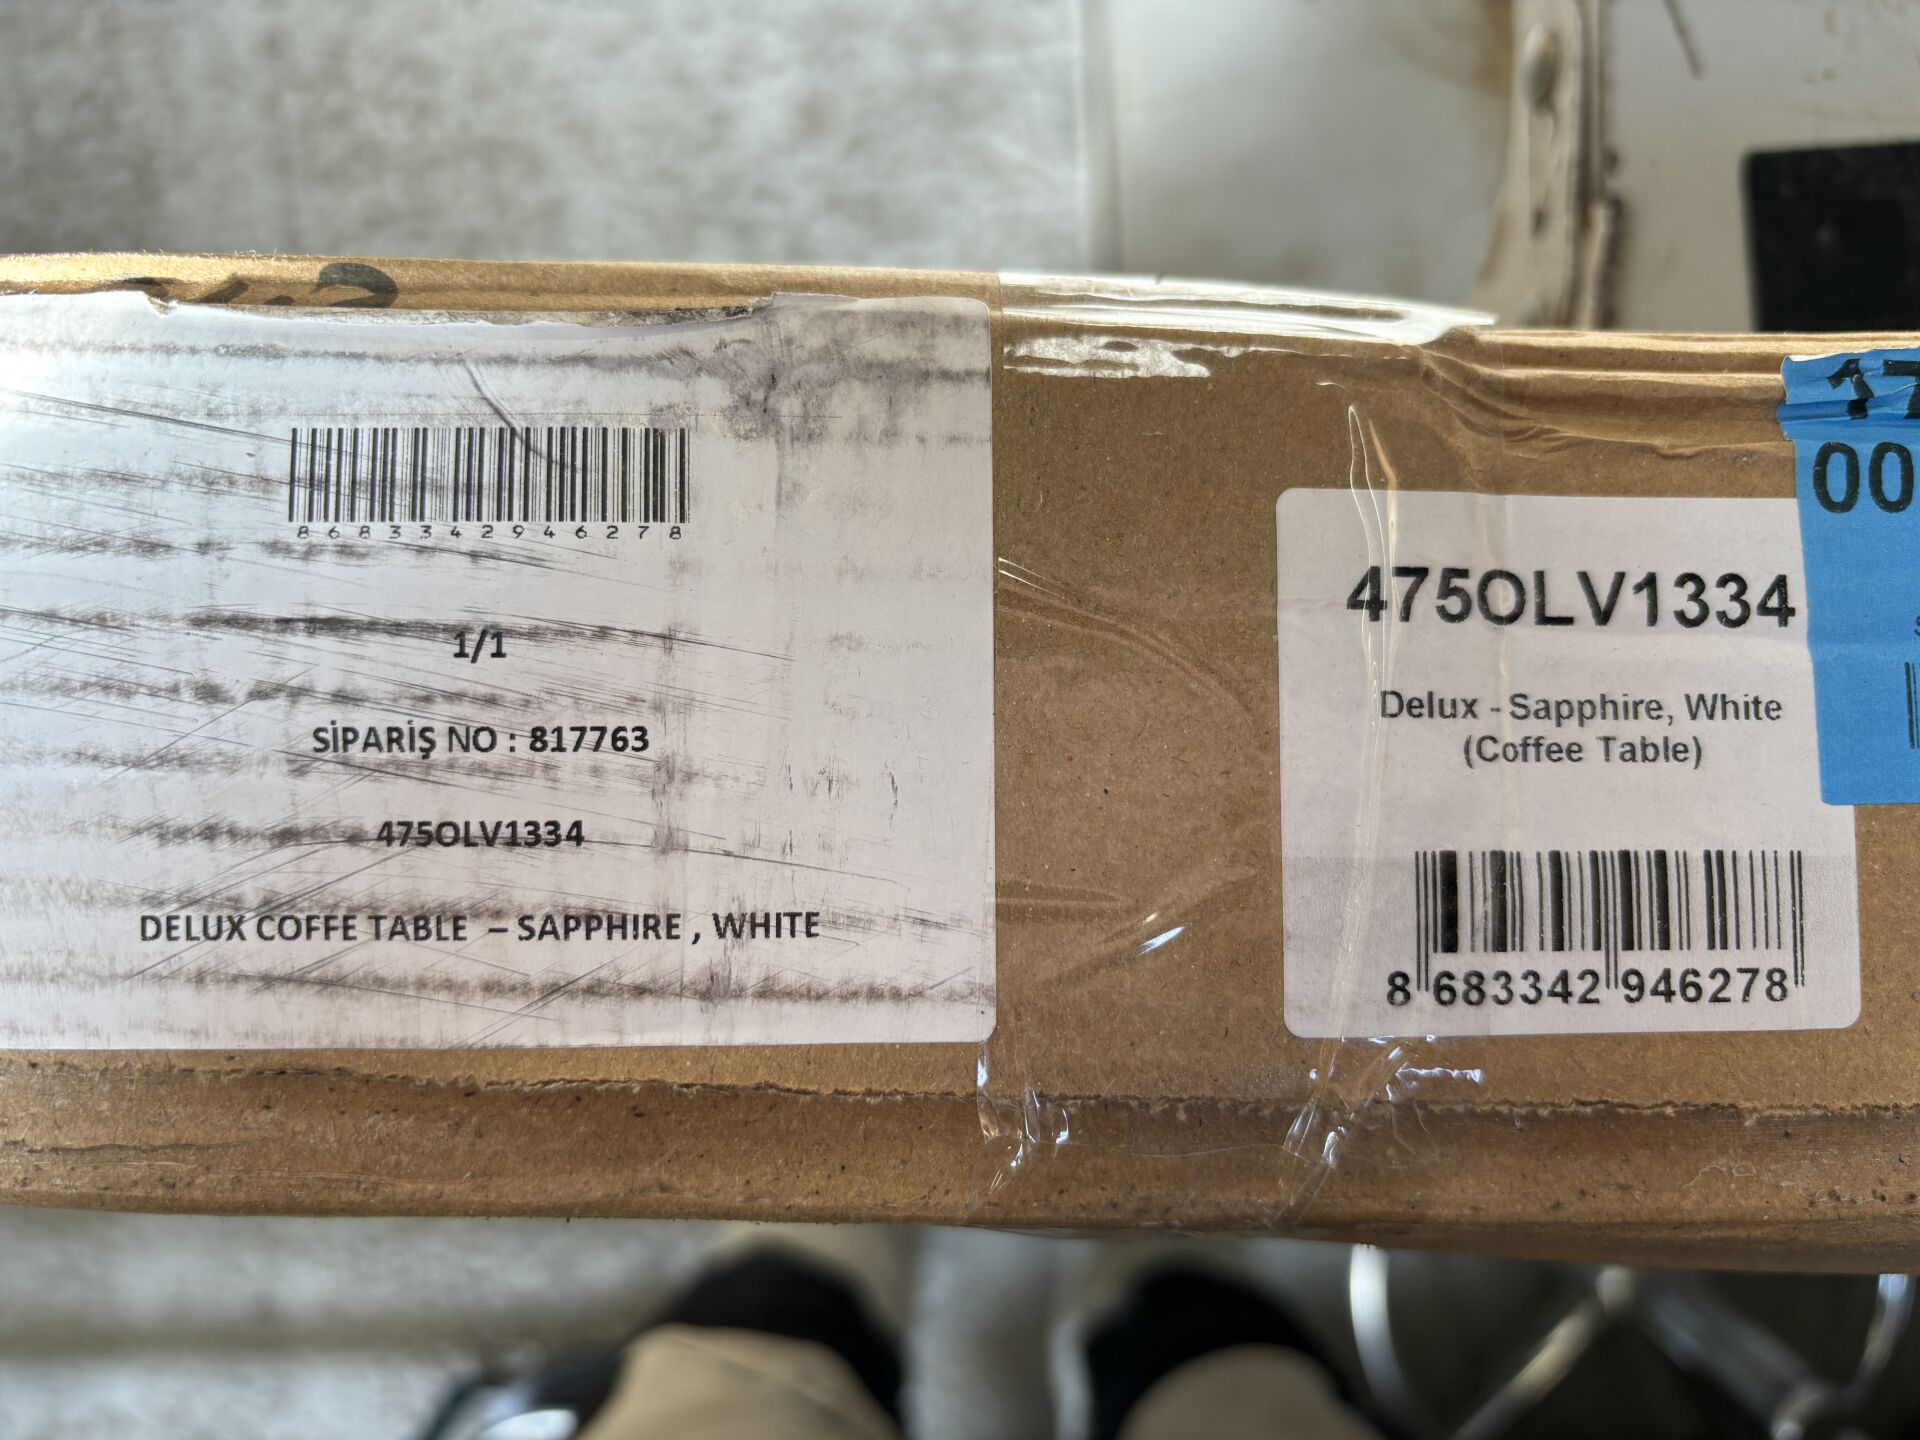 8683342946278
1/1
SİPARİŞ NO : 817763
475OLV1334
DELUX COFFE TABLE – SAPPHIRE , WHITE
475OLV1334
Delux - Sapphire, White
(Coffee Table)
8 683342 946278
00